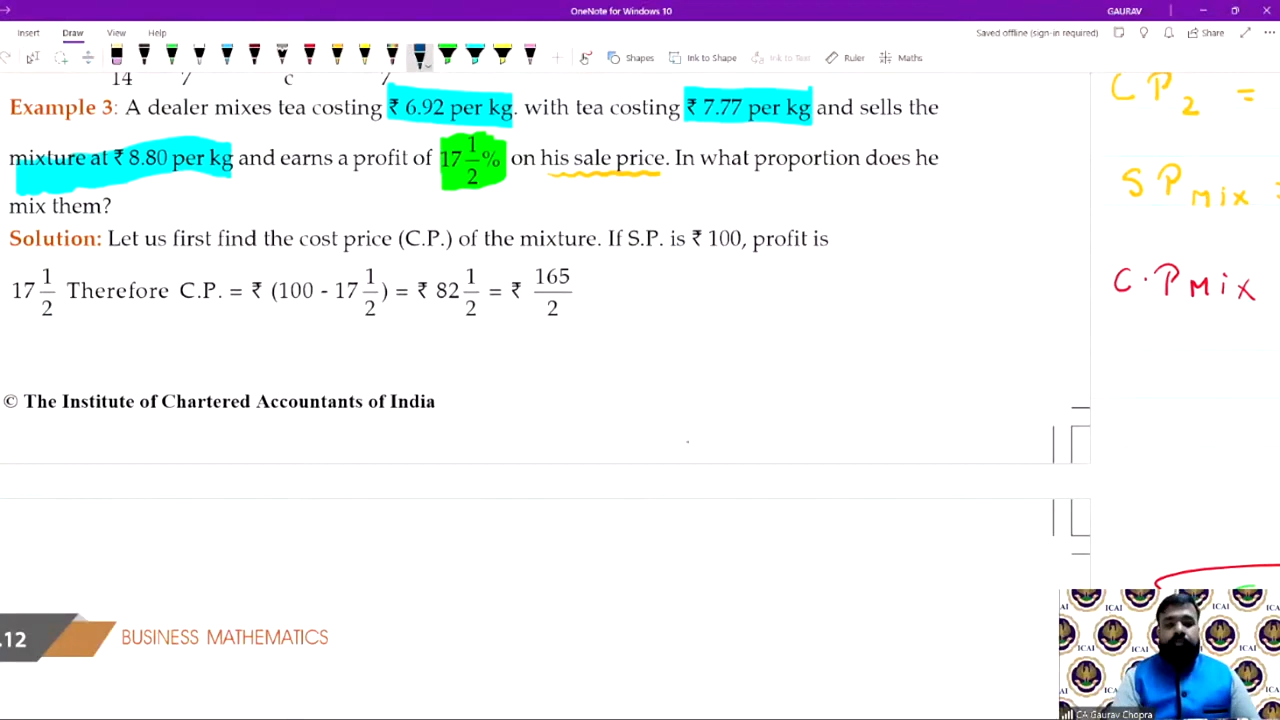 OneNote for Windows 10
GAURAV
Insert Draw View Help
Saved offline (sign-in required)
Share
Shapes Ink to Shape Ink to Text Ruler Maths
14 7 c 7
Example 3: A dealer mixes tea costing ₹ 6.92 per kg. with tea costing ₹ 7.77 per kg and sells the
mixture at ₹ 8.80 per kg and earns a profit of 17 1/2% on his sale price. In what proportion does he
mix them?
Solution: Let us first find the cost price (C.P.) of the mixture. If S.P. is ₹ 100, profit is
17 1/2 Therefore C.P. = ₹ (100 - 17 1/2) = ₹ 82 1/2 = ₹ 165/2
© The Institute of Chartered Accountants of India
.12 BUSINESS MATHEMATICS
CP2 =
SPMix
C.PMix
ICAI
CA Gaurav Chopra